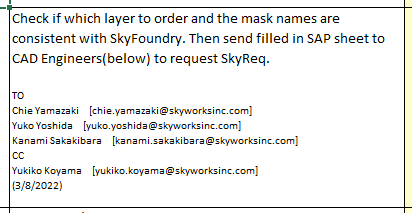 Check if which layer to order and the mask names are
consistent with SkyFoundry. Then send filled in SAP sheet to
CAD Engineers(below) to request SkyReq.
TO
Chie Yamazaki [chie.yamazaki@skyworksinc.com]
Yuko Yoshida [yuko.yoshida@skyworksinc.com]
Kanami Sakakibara [kanami.sakakibara@skyworksinc.com]
CC
Yukiko Koyama [yukiko.koyama@skyworksinc.com]
(3/8/2022)